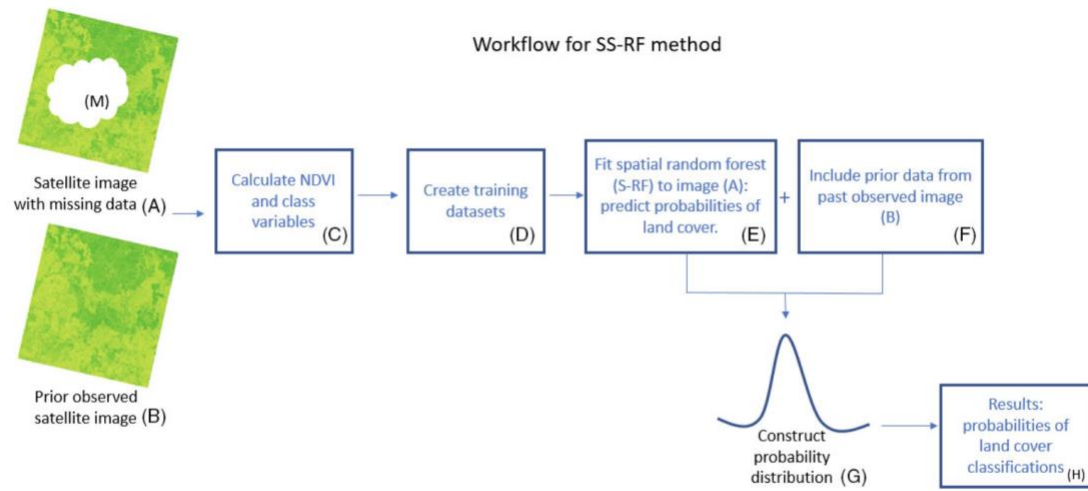 Workflow for SS-RF method
(M)
Satellite image
with missing data (A)
Prior observed
satellite image (B)
Calculate NDVI
and class
variables
(C)
Create training
datasets
(D)
Fit spatial random forest
(S-RF) to image (A):
predict probabilities of
land cover.
(E)
+
Include prior data from
past observed image
(B)
(F)
Construct
probability
distribution (G)
Results:
probabilities of
land cover
classifications
(H)